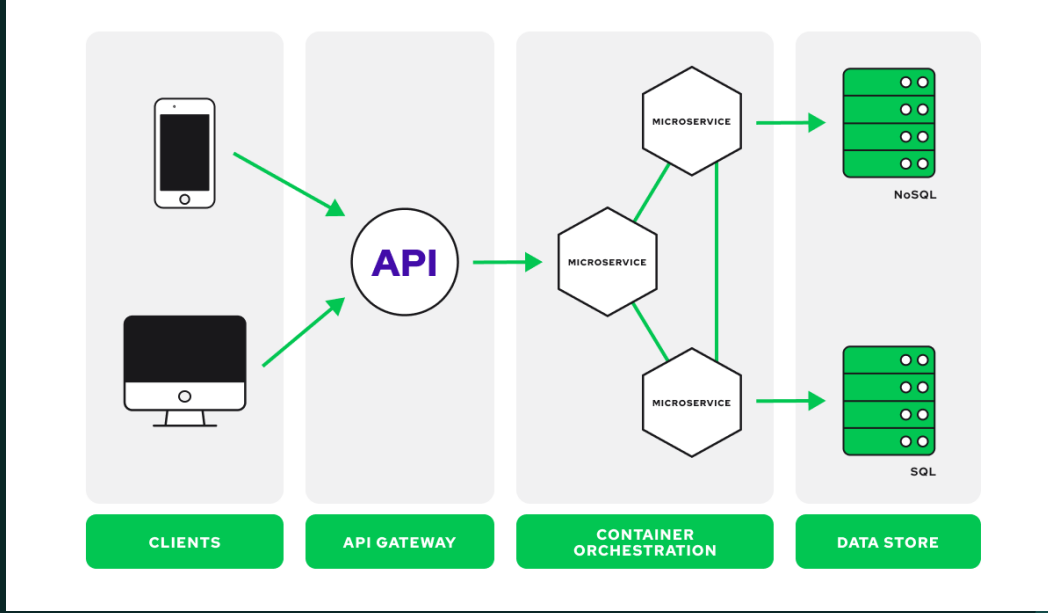 MICROSERVICE
NoSQL
API
MICROSERVICE
MICROSERVICE
SQL
CLIENTS
API GATEWAY
CONTAINER
ORCHESTRATION
DATA STORE